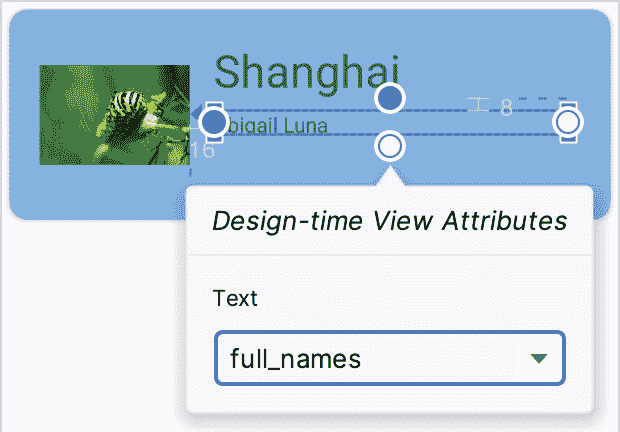 Shanghai
8
bigail Luna
16
Design-time View Attributes
Text
full_names